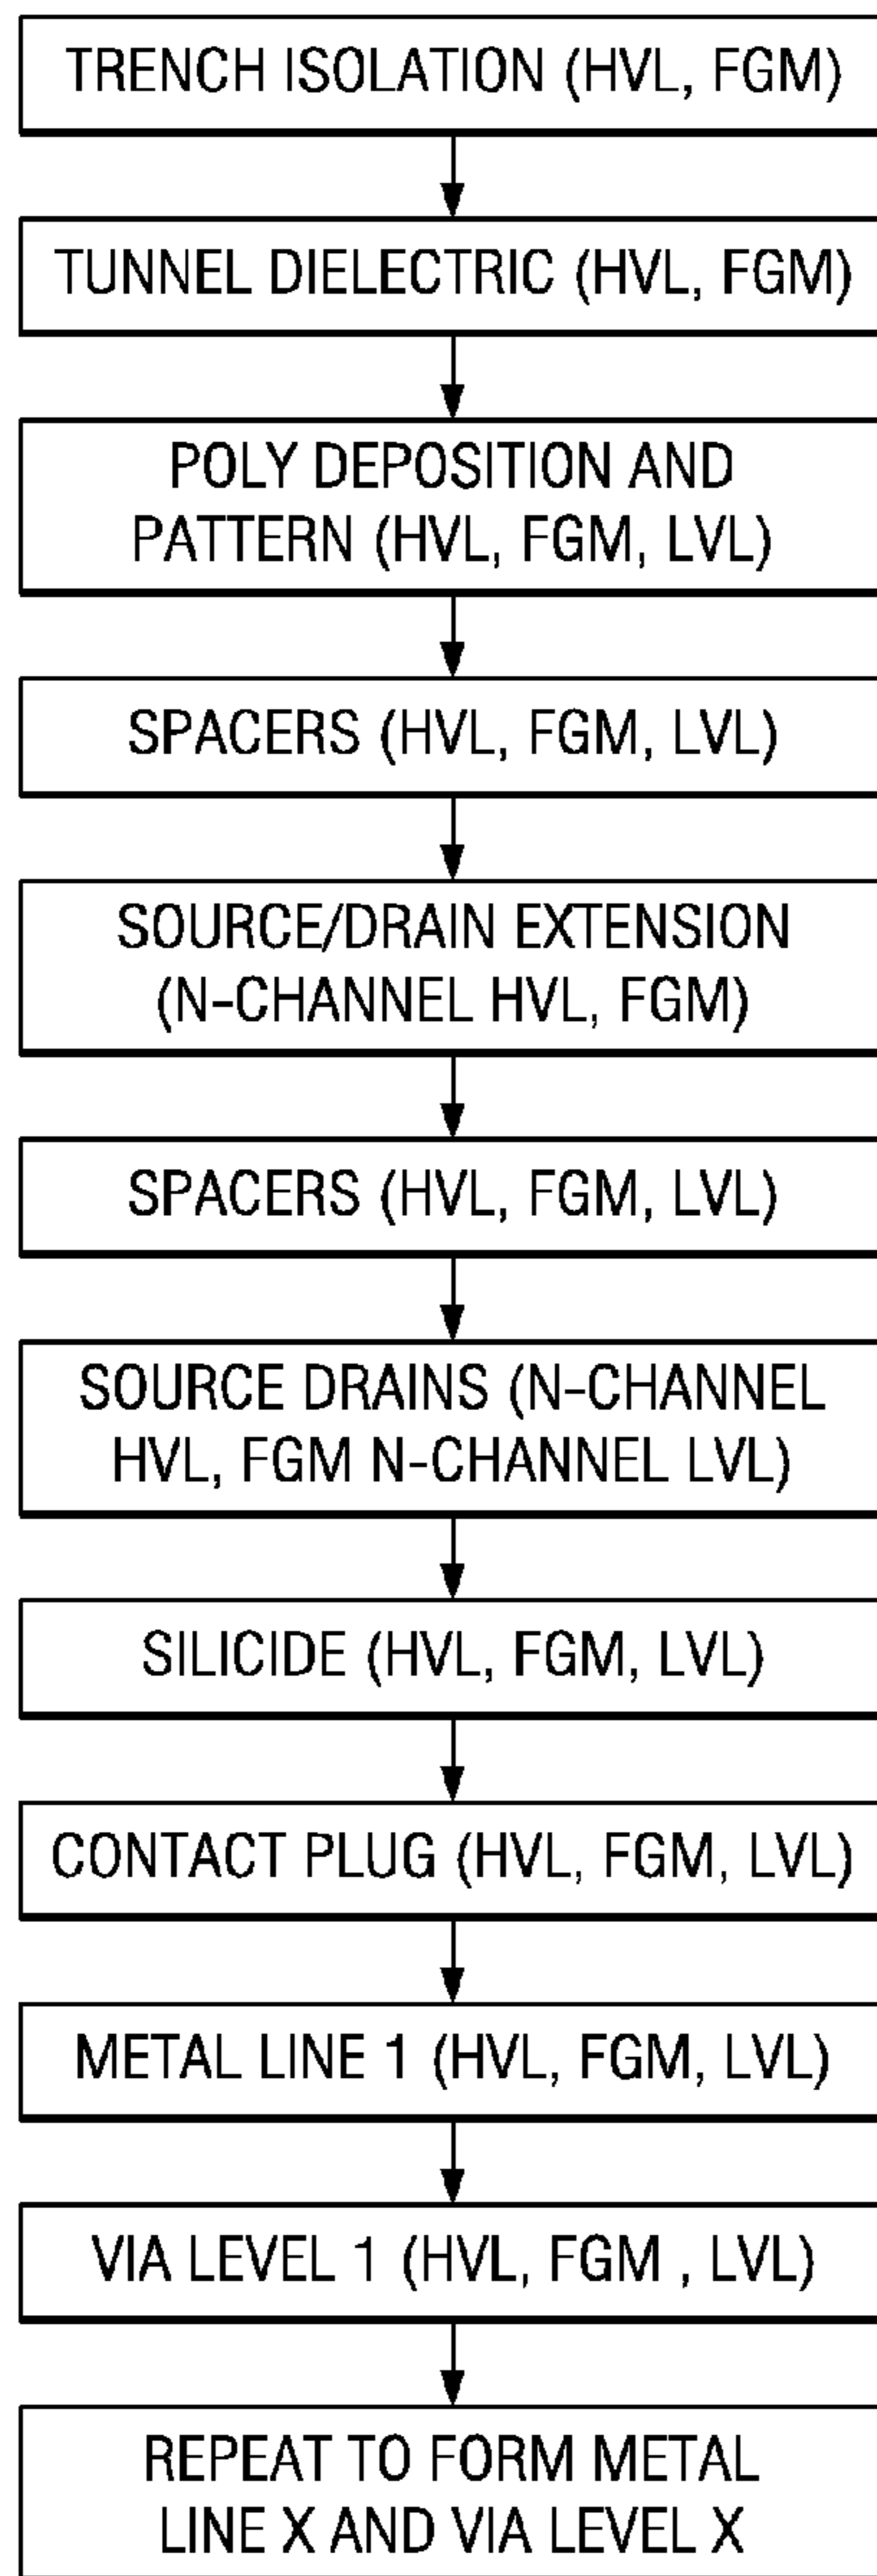 TRENCH ISOLATION (HVL, FGM)
TUNNEL DIELECTRIC (HVL, FGM)
POLY DEPOSITION AND
PATTERN (HVL, FGM, LVL)
SPACERS (HVL, FGM, LVL)
SOURCE/DRAIN EXTENSION
(N-CHANNEL HVL, FGM)
SPACERS (HVL, FGM, LVL)
SOURCE DRAINS (N-CHANNEL
HVL, FGM N-CHANNEL LVL)
SILICIDE (HVL, FGM, LVL)
CONTACT PLUG (HVL, FGM, LVL)
METAL LINE 1 (HVL, FGM, LVL)
VIA LEVEL 1 (HVL, FGM , LVL)
REPEAT TO FORM METAL
LINE X AND VIA LEVEL X